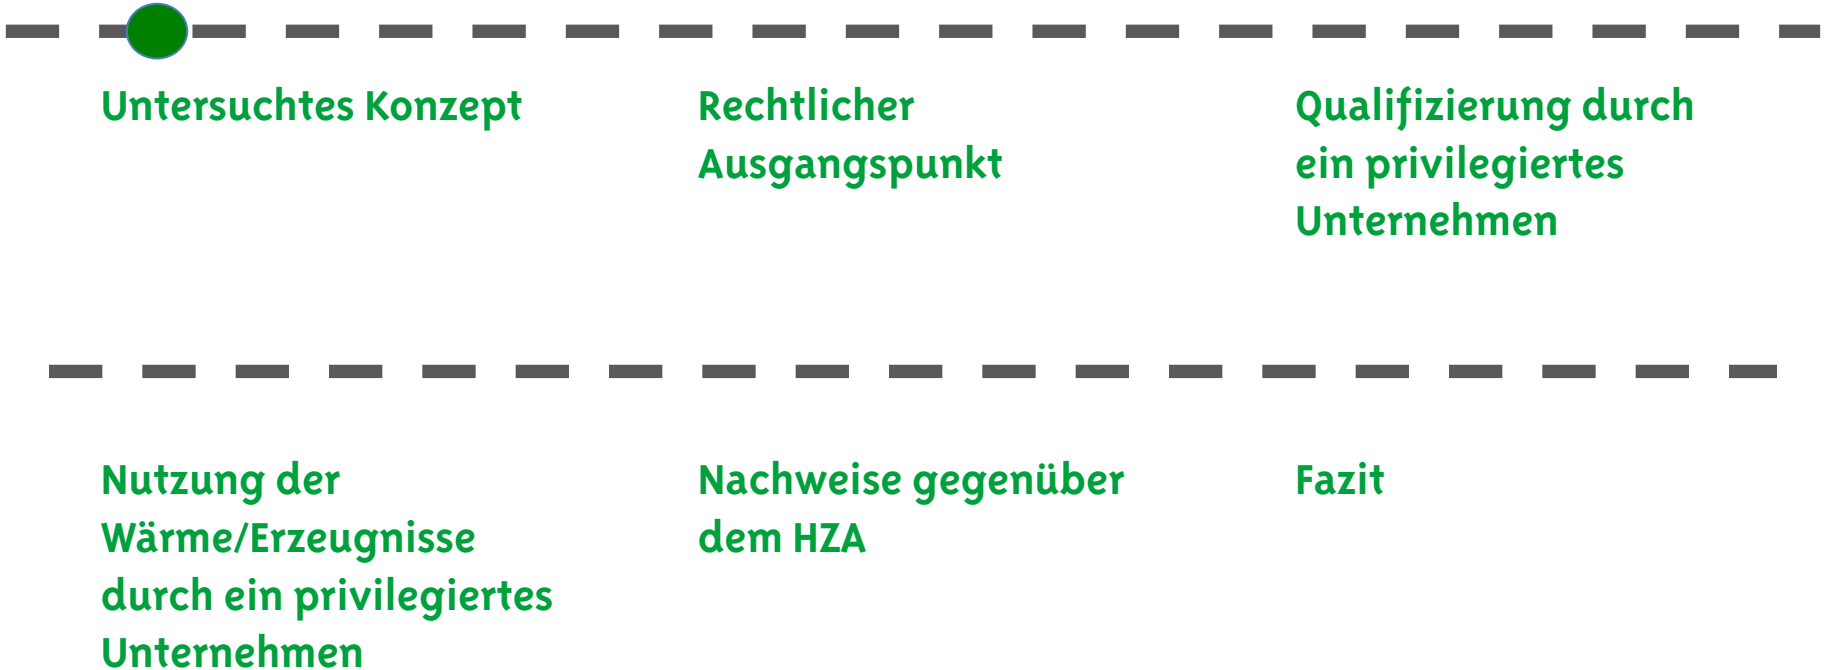 Untersuchtes Konzept
Rechtlicher
Ausgangspunkt
Qualifizierung durch
ein privilegiertes
Unternehmen
Nutzung der
Wärme/Erzeugnisse
durch ein privilegiertes
Unternehmen
Nachweise gegenüber
dem HZA
Fazit